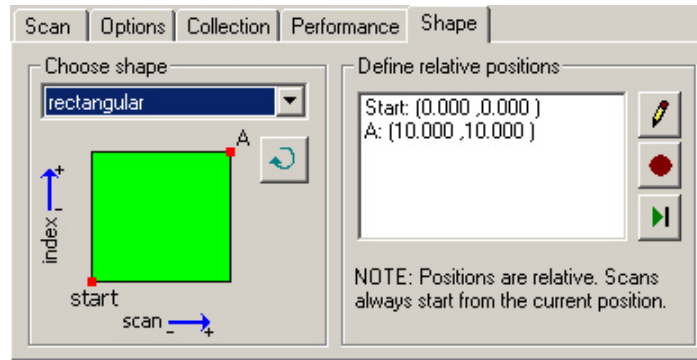 Scan Options Collection Performance Shape
Choose shape
rectangular
A
+
index
-
start
scan - +
Define relative positions
Start: (0.000 ,0.000 )
A: (10.000 ,10.000 )
NOTE: Positions are relative. Scans
always start from the current position.